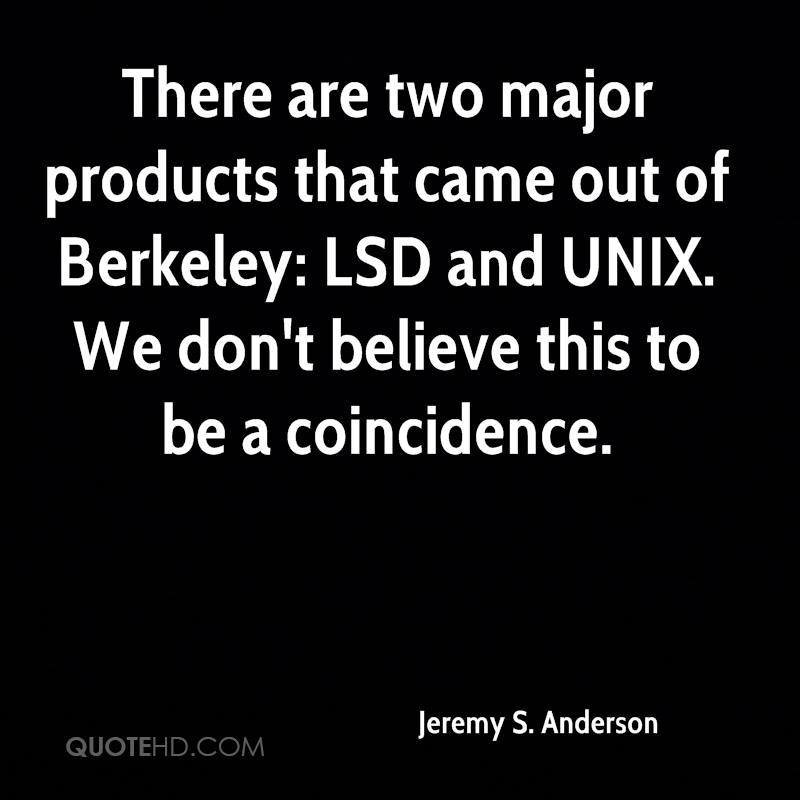 There are two major
products that came out of
Berkeley: LSD and UNIX.
We don't believe this to
be a coincidence.
Jeremy S. Anderson
QUOTEHD.COM